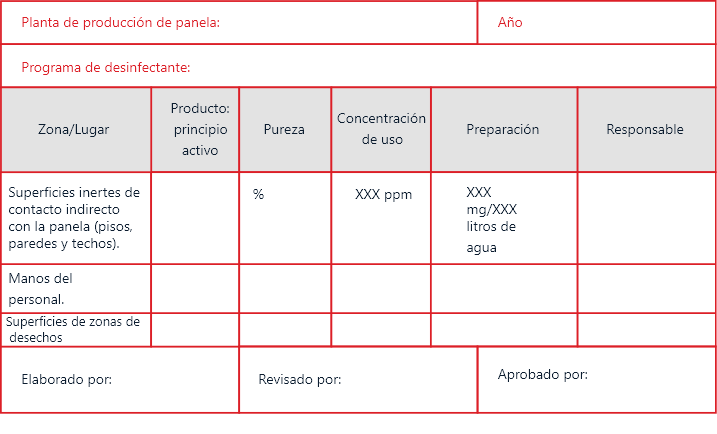 Planta de producción de panela:
Año
Programa de desinfectante:
Zona/Lugar
Producto:
principio
activo
Pureza
Concentración
de uso
Preparación
Responsable
Superficies inertes de
contacto indirecto
con la panela (pisos,
paredes y techos).
%
XXX ppm
XXX
mg/XXX
litros de
agua
Manos del
personal.
Superficies de zonas de
desechos
Elaborado por:
Revisado por:
Aprobado por: